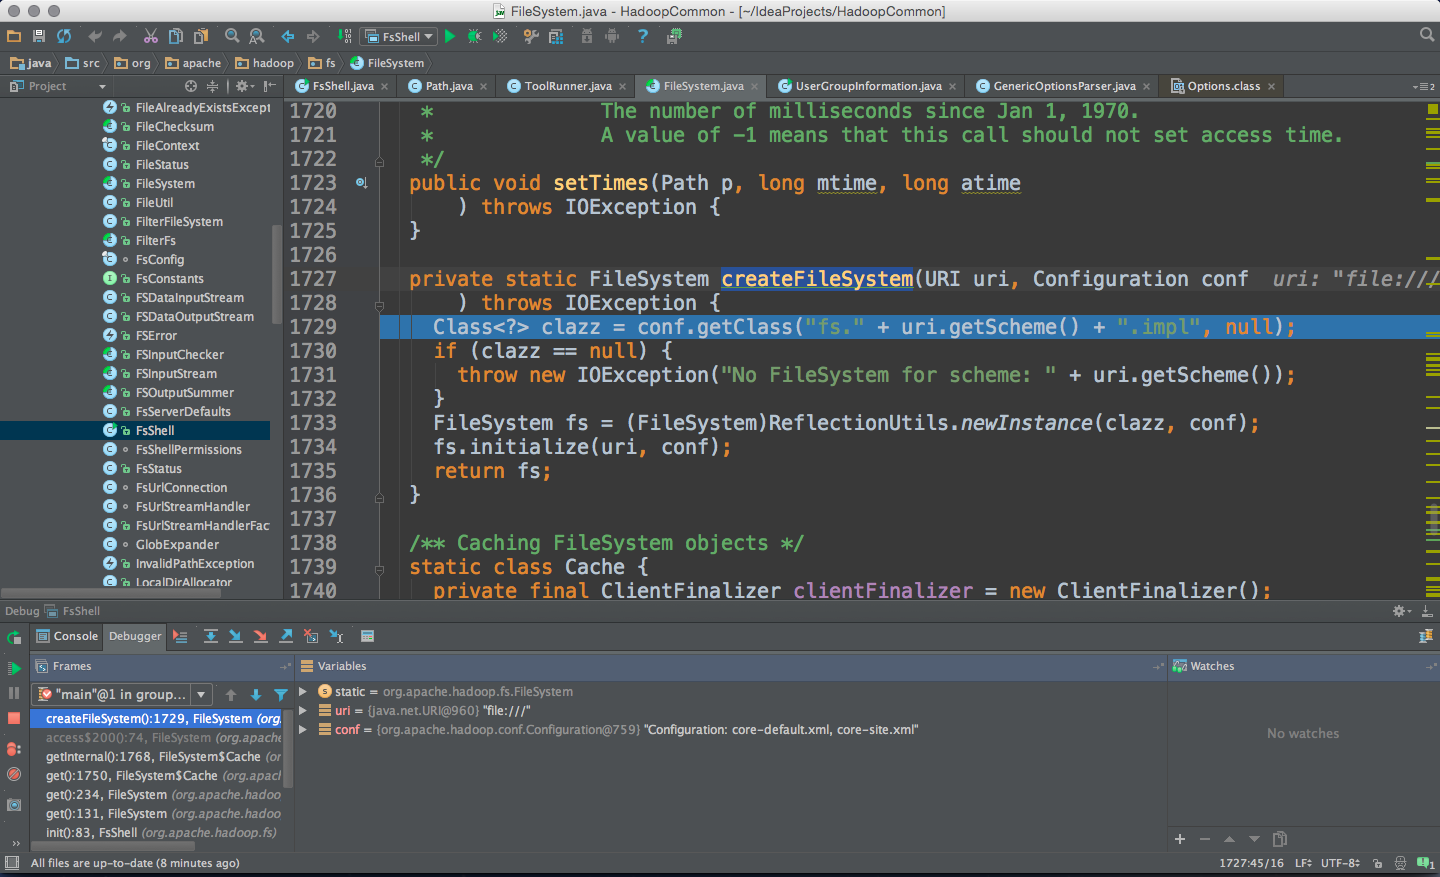 FileSystem.java - HadoopCommon - [~/IdeaProjects/HadoopCommon]
FsShell
java src org apache hadoop fs FileSystem
Project
FsShell.java Path.java ToolRunner.java FileSystem.java UserGroupInformation.java GenericOptionsParser.java Options.class
FileAlreadyExistsExcept
FileChecksum
FileContext
FileStatus
FileSystem
FileUtil
FilterFileSystem
FilterFs
FsConfig
FsConstants
FSDataInputStream
FSDataOutputStream
FSError
FSInputChecker
FSInputStream
FSOutputSummer
FsServerDefaults
FsShell
FsShellPermissions
FsStatus
FsUrlConnection
FsUrlStreamHandler
FsUrlStreamHandlerFac
GlobExpander
InvalidPathException
LocalDirAllocator
1720 * The number of milliseconds since Jan 1, 1970.
1721 * A value of -1 means that this call should not set access time.
1722 */
1723 public void setTimes(Path p, long mtime, long atime
1724 ) throws IOException {
1725 }
1726
1727 private static FileSystem createFileSystem(URI uri, Configuration conf uri: "file:///
1728 ) throws IOException {
1729 Class<?> clazz = conf.getClass("fs." + uri.getScheme() + ".impl", null);
1730 if (clazz == null) {
1731 throw new IOException("No FileSystem for scheme: " + uri.getScheme());
1732 }
1733 FileSystem fs = (FileSystem)ReflectionUtils.newInstance(clazz, conf);
1734 fs.initialize(uri, conf);
1735 return fs;
1736 }
1737
1738 /** Caching FileSystem objects */
1739 static class Cache {
1740 private final ClientFinalizer clientFinalizer = new ClientFinalizer();
Debug FsShell
Console Debugger
Frames
"main"@1 in group...
createFileSystem():1729, FileSystem (org.
access$200():74, FileSystem (org.apache
getInternal():1768, FileSystem$Cache (or
get():1750, FileSystem$Cache (org.apacl
get():234, FileSystem (org.apache.hadoo
get():131, FileSystem (org.apache.hadoo
init():83, FsShell (org.apache.hadoop.fs)
Variables
static = org.apache.hadoop.fs.FileSystem
uri = {java.net.URI@960} "file:///"
conf = {org.apache.hadoop.conf.Configuration@759} "Configuration: core-default.xml, core-site.xml"
Watches
No watches
All files are up-to-date (8 minutes ago)
1727:45/16 LF UTF-8